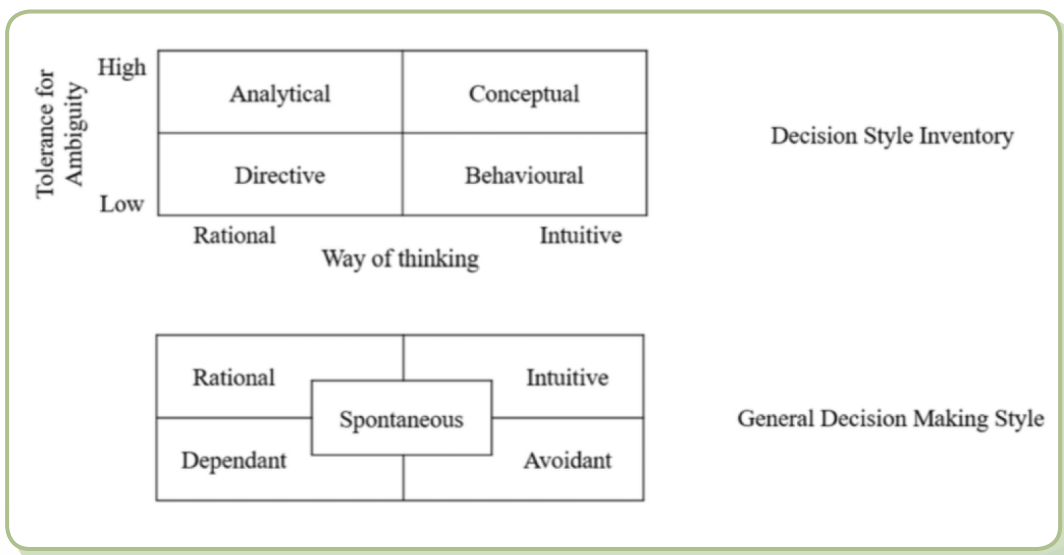 Tolerance for
Ambiguity
High
Low
Analytical
Conceptual
Directive
Behavioural
Rational
Intuitive
Way of thinking
Decision Style Inventory
Rational
Intuitive
Spontaneous
Dependant
Avoidant
General Decision Making Style